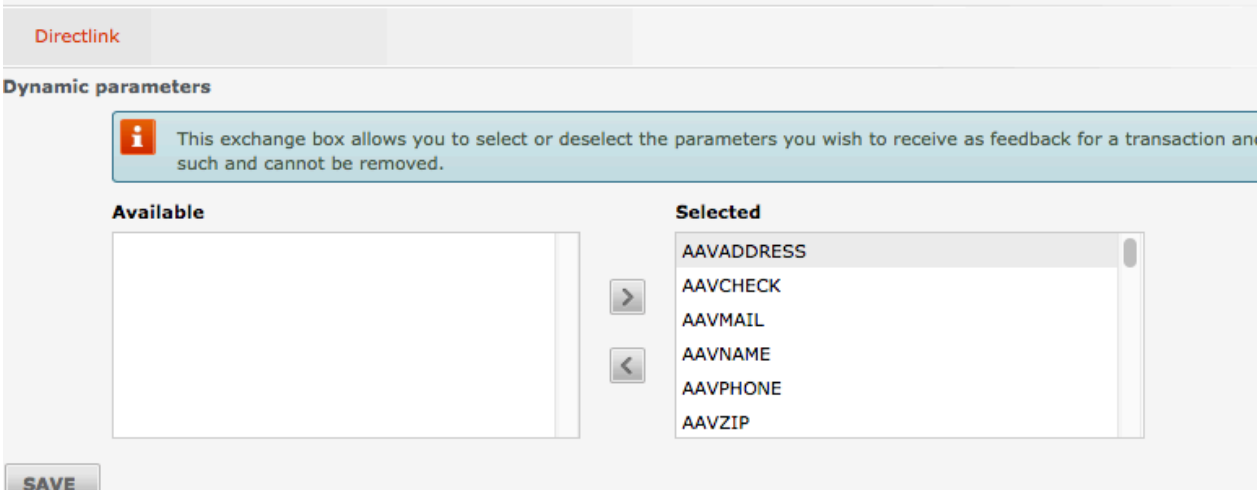 Directlink
Dynamic parameters
This exchange box allows you to select or deselect the parameters you wish to receive as feedback for a transaction and
such and cannot be removed.
Available
Selected
AAVADDRESS
AAVCHECK
AAVMAIL
AAVNAME
AAVPHONE
AAVZIP
SAVE